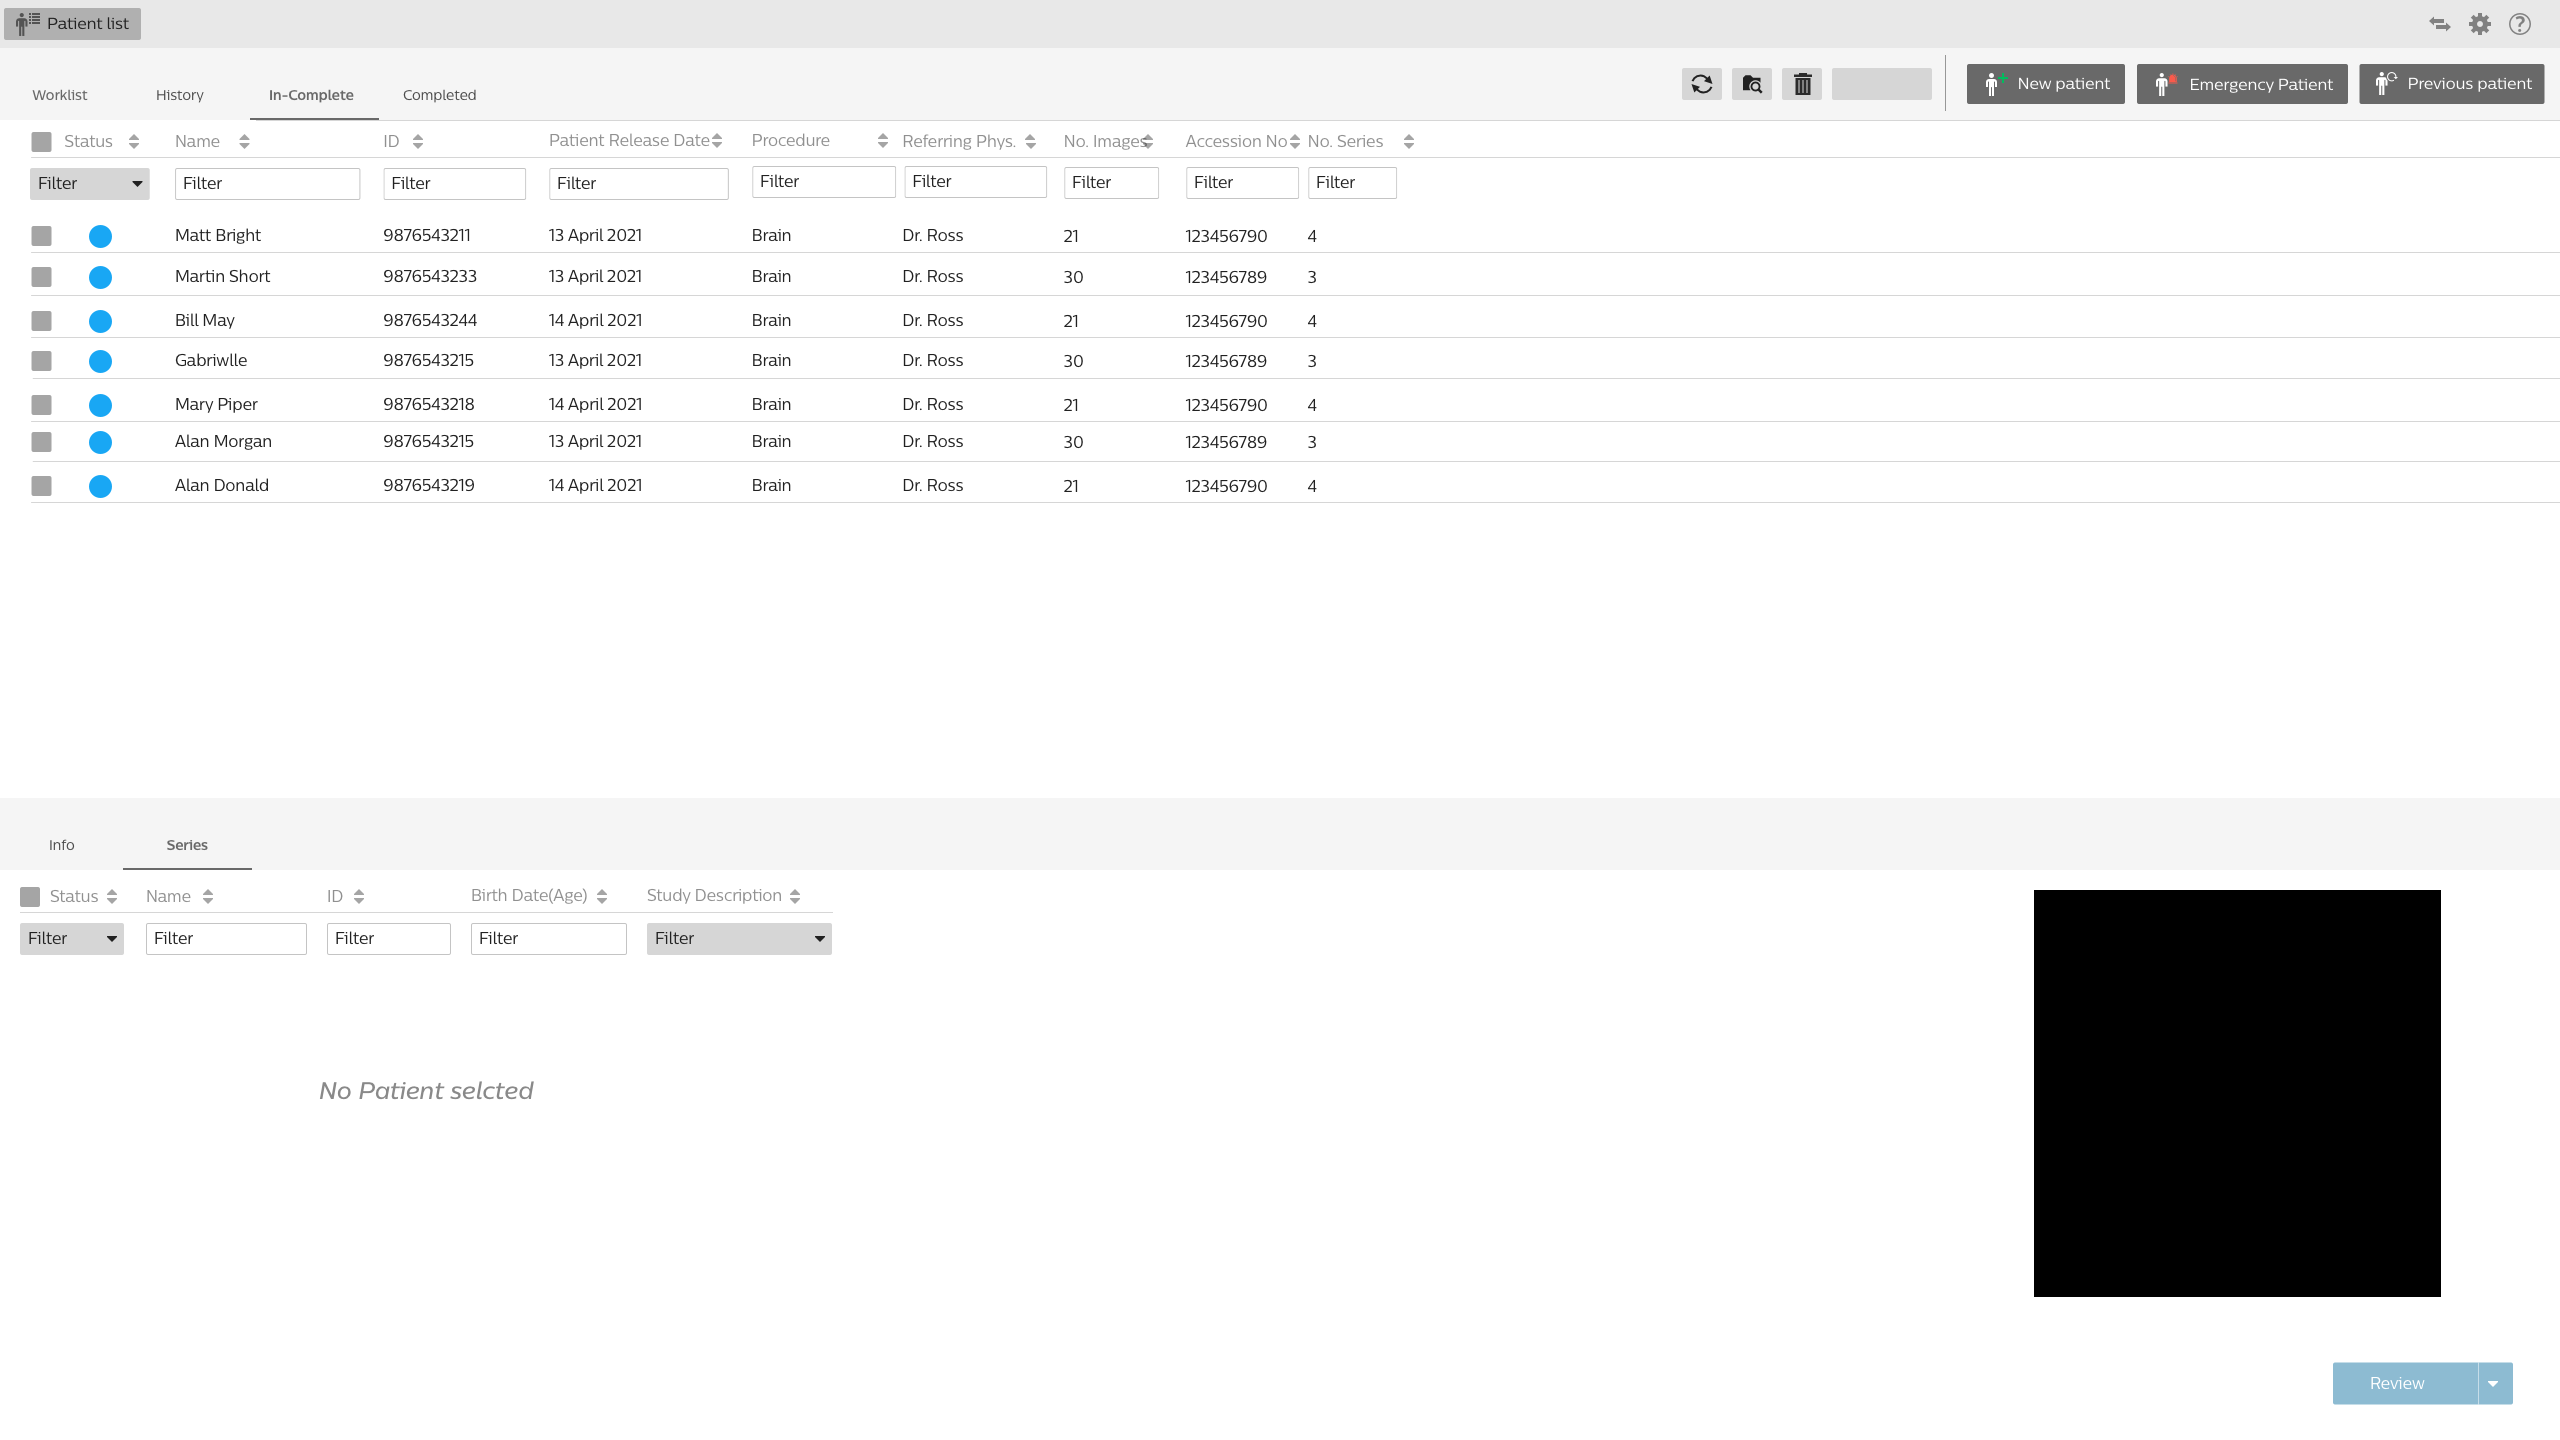 Patient list
Worklist History In-Complete Completed New patient Emergency Patient Previous patient
Status Name ID Patient Release Date Procedure Referring Phys. No. Images Accession No No. Series
Filter Filter Filter Filter Filter Filter Filter Filter Filter
Matt Bright 9876543211 13 April 2021 Brain Dr. Ross 21 123456790 4
Martin Short 9876543233 13 April 2021 Brain Dr. Ross 30 123456789 3
Bill May 9876543244 14 April 2021 Brain Dr. Ross 21 123456790 4
Gabriwlle 9876543215 13 April 2021 Brain Dr. Ross 30 123456789 3
Mary Piper 9876543218 14 April 2021 Brain Dr. Ross 21 123456790 4
Alan Morgan 9876543215 13 April 2021 Brain Dr. Ross 30 123456789 3
Alan Donald 9876543219 14 April 2021 Brain Dr. Ross 21 123456790 4
Info Series
Status Name ID Birth Date(Age) Study Description
Filter Filter Filter Filter Filter
No Patient selcted
Review